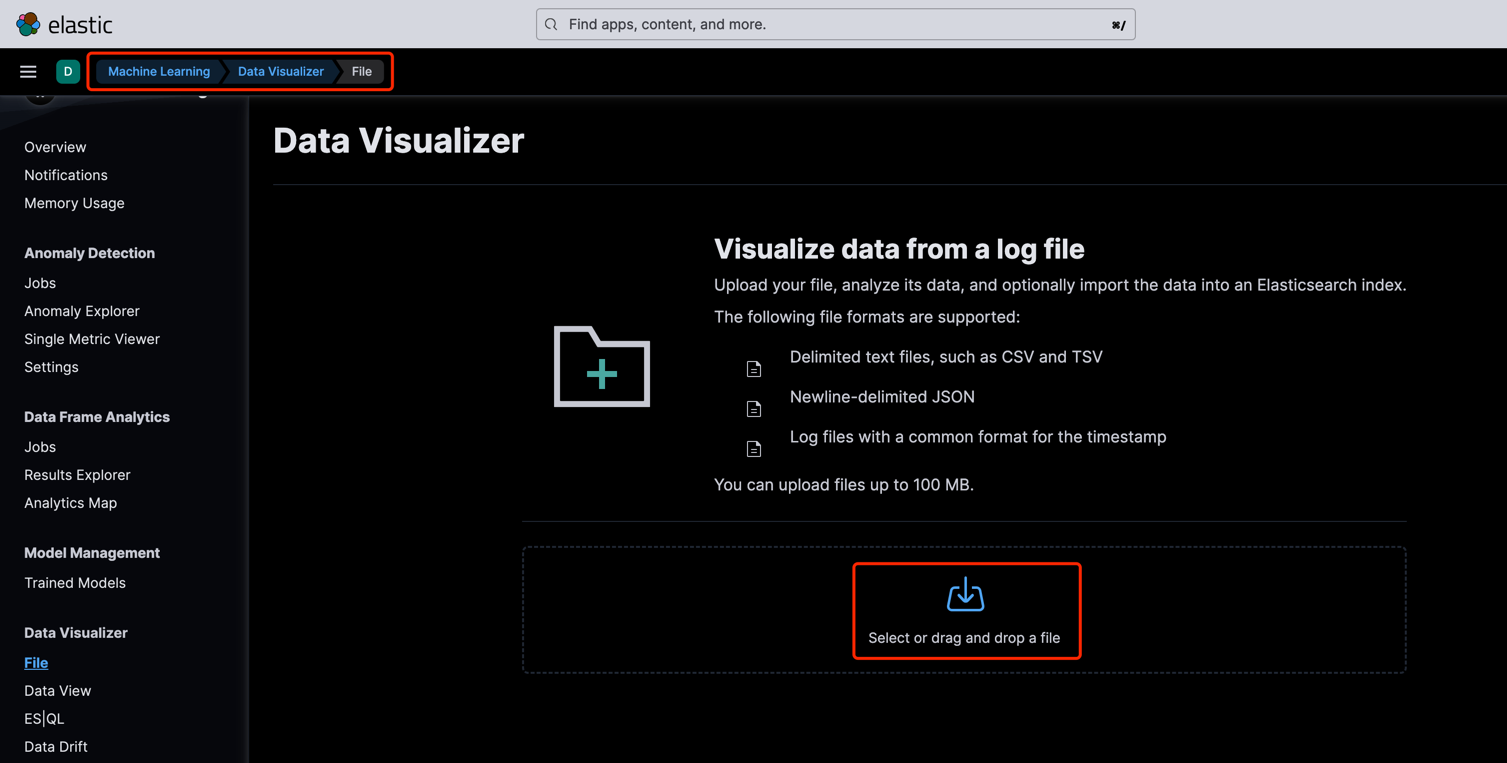 elastic
Find apps, content, and more.
⌘/
D
Machine Learning
Data Visualizer
File
Overview
Notifications
Memory Usage
Anomaly Detection
Jobs
Anomaly Explorer
Single Metric Viewer
Settings
Data Frame Analytics
Jobs
Results Explorer
Analytics Map
Model Management
Trained Models
Data Visualizer
File
Data View
ES|QL
Data Drift
Data Visualizer
Visualize data from a log file
Upload your file, analyze its data, and optionally import the data into an Elasticsearch index.
The following file formats are supported:
Delimited text files, such as CSV and TSV
Newline-delimited JSON
Log files with a common format for the timestamp
You can upload files up to 100 MB.
Select or drag and drop a file